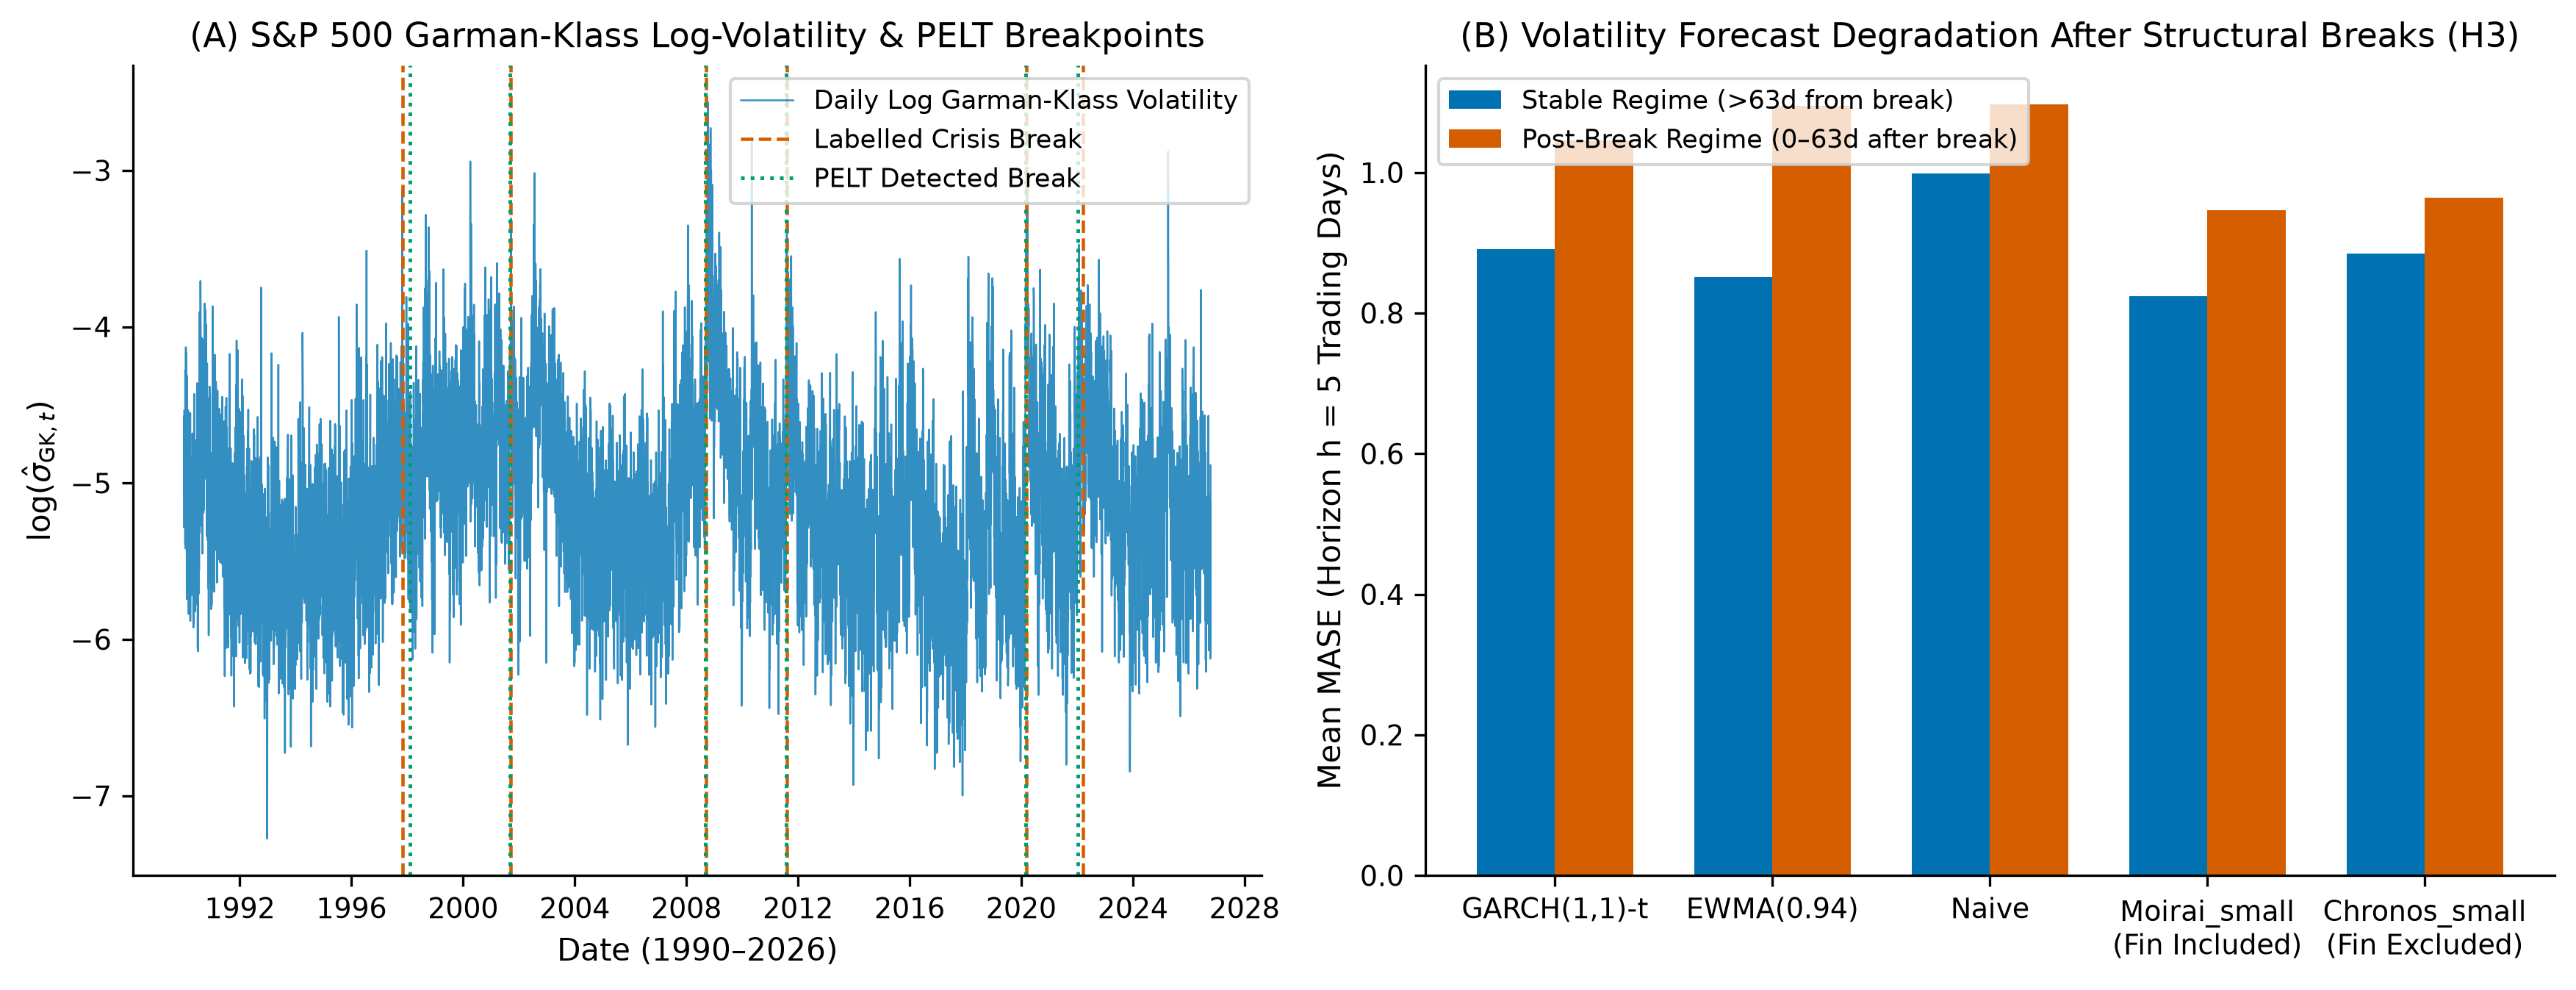 (A) S&P 500 Garman-Klass Log-Volatility & PELT Breakpoints
Daily Log Garman-Klass Volatility
Labelled Crisis Break
PELT Detected Break
−3
−4
−5
−6
−7
log(σ̂GK,t)
1992 1996 2000 2004 2008 2012 2016 2020 2024 2028
Date (1990–2026)
(B) Volatility Forecast Degradation After Structural Breaks (H3)
Stable Regime (>63d from break)
Post-Break Regime (0–63d after break)
1.0
0.8
0.6
0.4
0.2
0.0
Mean MASE (Horizon h = 5 Trading Days)
GARCH(1,1)-t EWMA(0.94) Naive Moirai_small Chronos_small
(Fin Included) (Fin Excluded)